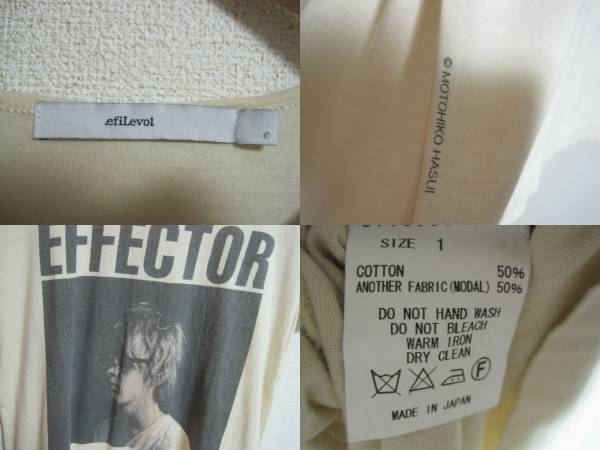 .efiLevol
© MOTOHIKO HASUI
EFFECTOR
SIZE 1
COTTON 50%
ANOTHER FABRIC(MODAL) 50%
DO NOT HAND WASH
DO NOT BLEACH
WARM IRON
DRY CLEAN
F
MADE IN JAPAN